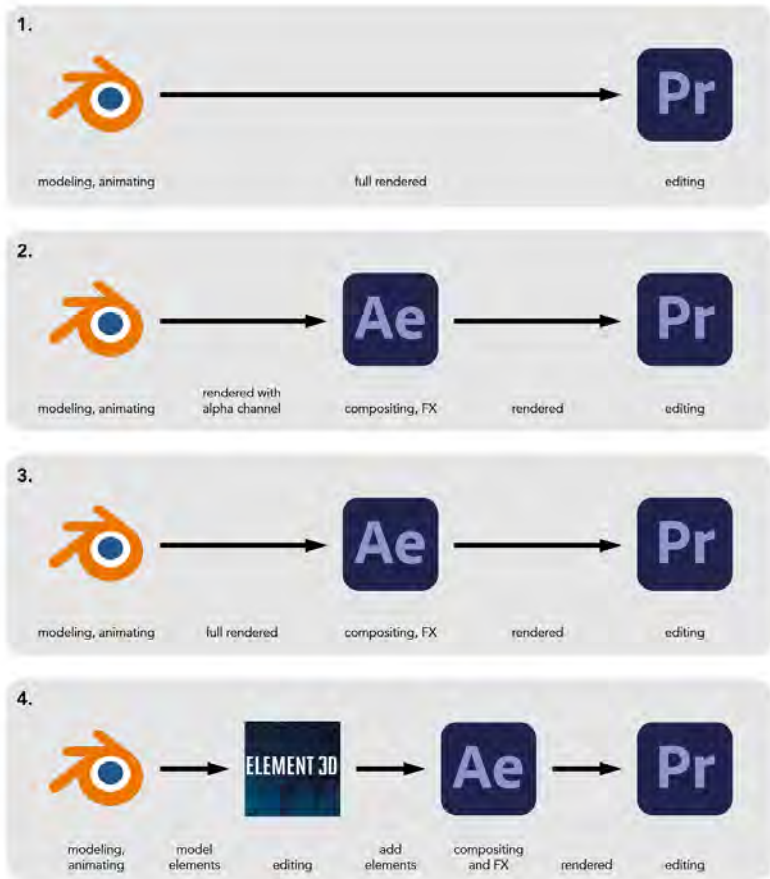 1.
Pr
modeling, animating
full rendered
editing
2.
Ae
Pr
modeling, animating
rendered with
alpha channel
compositing, FX
rendered
editing
3.
Ae
Pr
modeling, animating
full rendered
compositing, FX
rendered
editing
4.
ELEMENT 3D
Ae
Pr
modeling,
animating
model
elements
editing
add
elements
compositing
and FX
rendered
editing